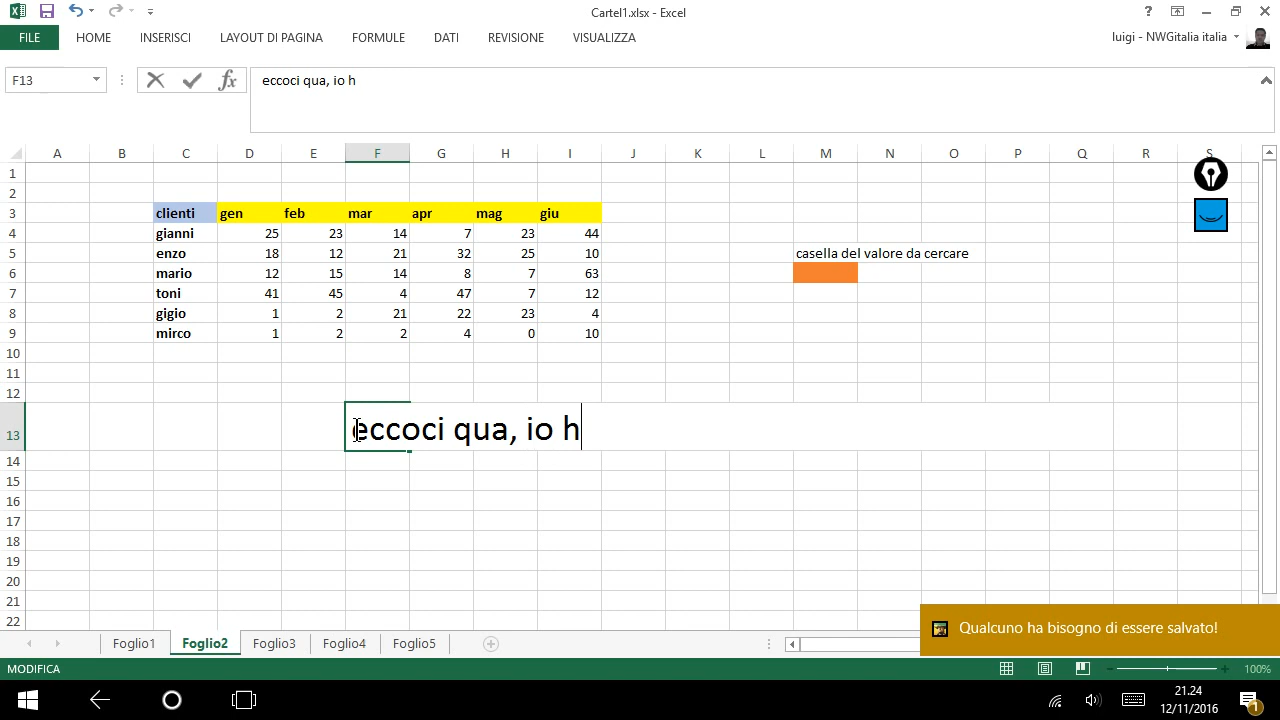 Cartel1.xlsx - Excel
?
FILE HOME INSERISCI LAYOUT DI PAGINA FORMULE DATI REVISIONE VISUALIZZA
luigi - NWGitalia italia
F13 fx eccoci qua, io h
A B C D E F G H I J K L M N O P Q R S
1
2
3 clienti gen feb mar apr mag giu
4 gianni 25 23 14 7 23 44
5 enzo 18 12 21 32 25 10 casella del valore da cercare
6 mario 12 15 14 8 7 63
7 toni 41 45 4 47 7 12
8 gigio 1 2 21 22 23 4
9 mirco 1 2 2 4 0 10
10
11
12
13 eccoci qua, io h
14
15
16
17
18
19
20
21
22
Qualcuno ha bisogno di essere salvato!
Foglio1 Foglio2 Foglio3 Foglio4 Foglio5
MODIFICA 100%
21.24
12/11/2016
1